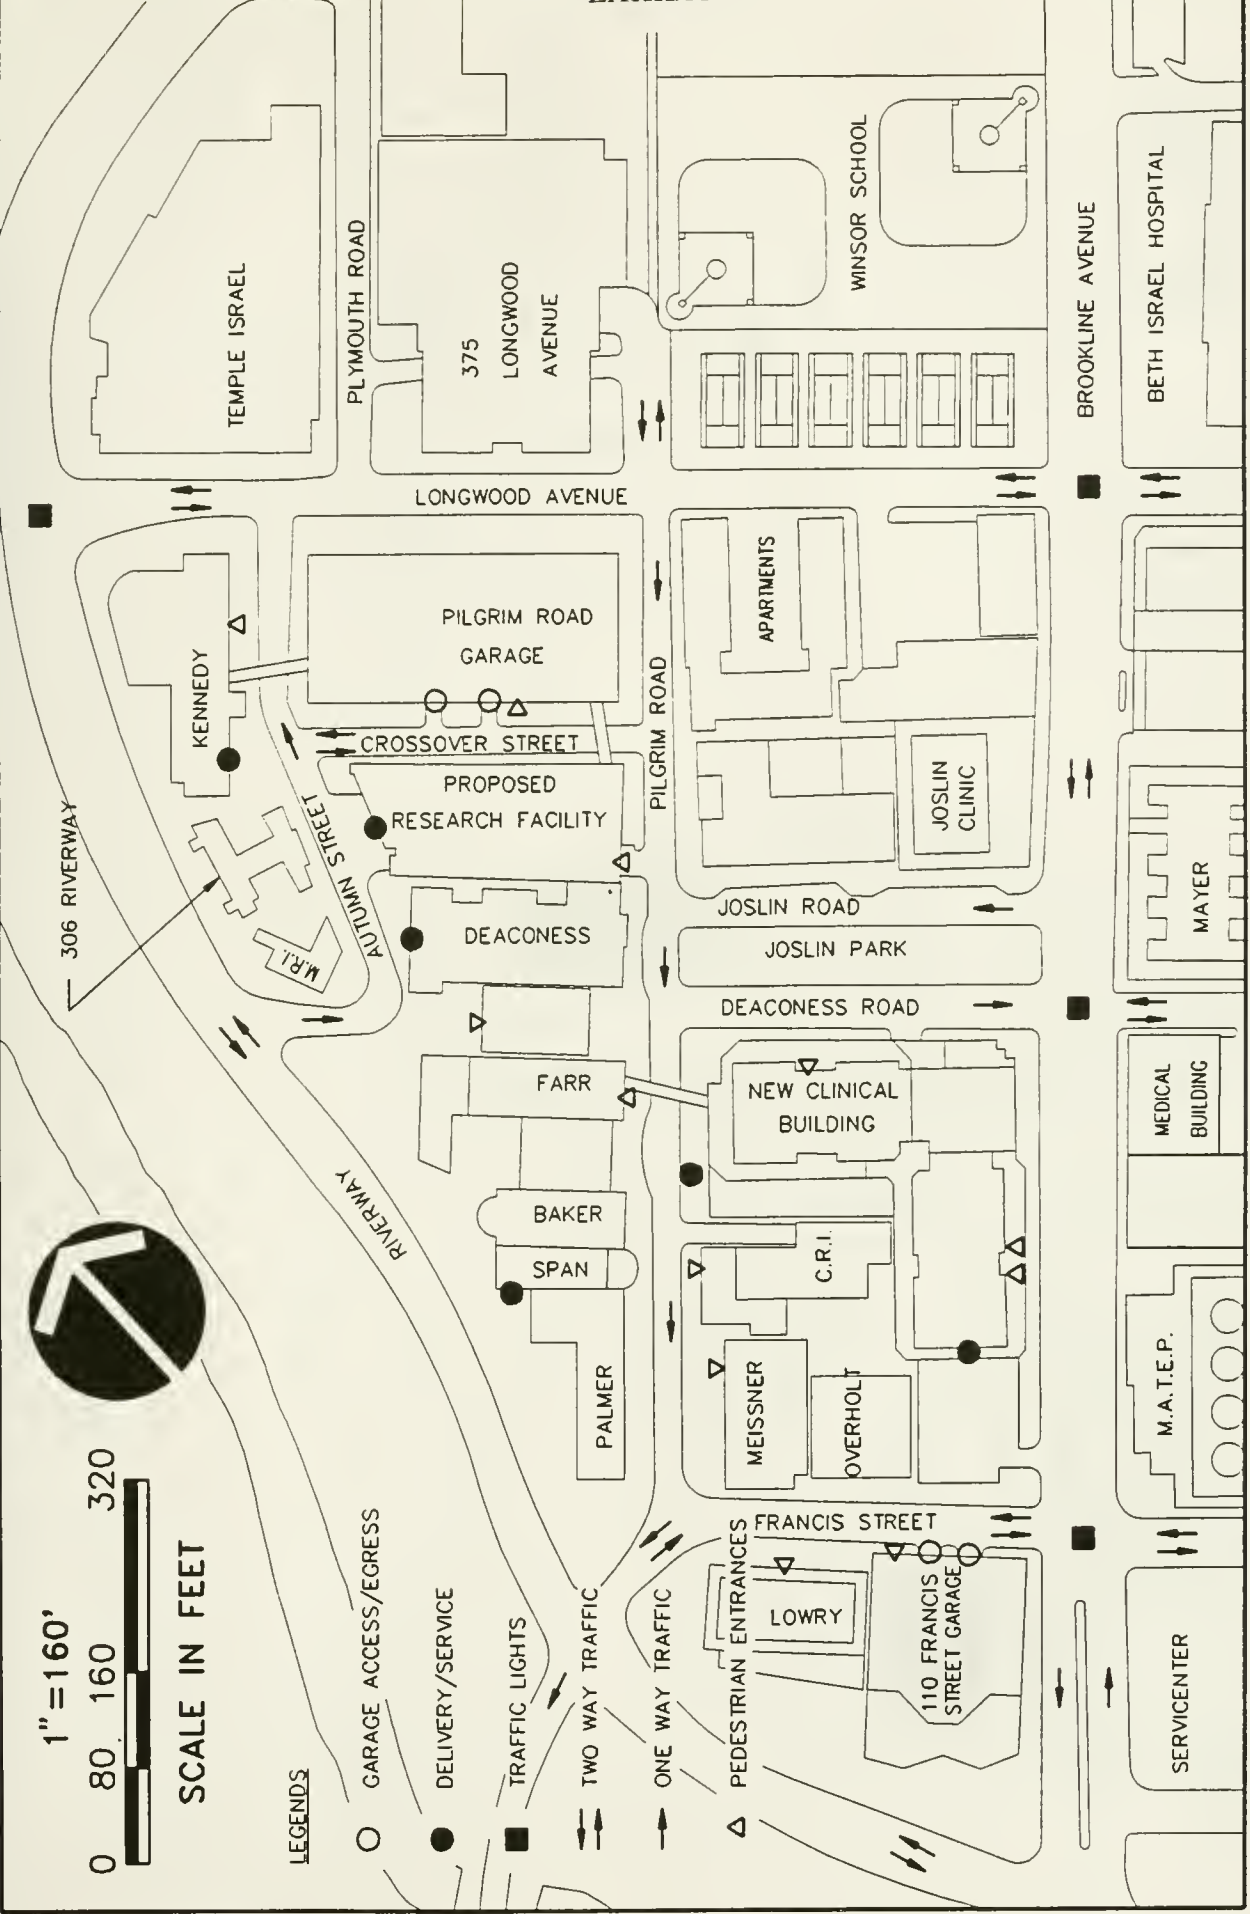 1"=160'
0 80 160 320
SCALE IN FEET
LEGENDS
GARAGE ACCESS/EGRESS
DELIVERY/SERVICE
TRAFFIC LIGHTS
TWO WAY TRAFFIC
ONE WAY TRAFFIC
PEDESTRIAN ENTRANCES
306 RIVERWAY
KENNEDY
TEMPLE ISRAEL
PLYMOUTH ROAD
375
LONGWOOD
AVENUE
LONGWOOD AVENUE
WINSOR SCHOOL
BROOKLINE AVENUE
BETH ISRAEL HOSPITAL
PILGRIM ROAD
GARAGE
CROSSOVER STREET
PROPOSED
RESEARCH FACILITY
AUTUMN STREET
M.R.I.
PILGRIM ROAD
APARTMENTS
JOSLIN
CLINIC
JOSLIN ROAD
JOSLIN PARK
DEACONESS ROAD
DEACONESS
MAYER
FARR
NEW CLINICAL
BUILDING
MEDICAL
BUILDING
RIVERWAY
BAKER
SPAN
PALMER
C.R.I.
MEISSNER
OVERHOLT
M.A.T.E.P.
FRANCIS STREET
LOWRY
110 FRANCIS
STREET GARAGE
SERVICENTER